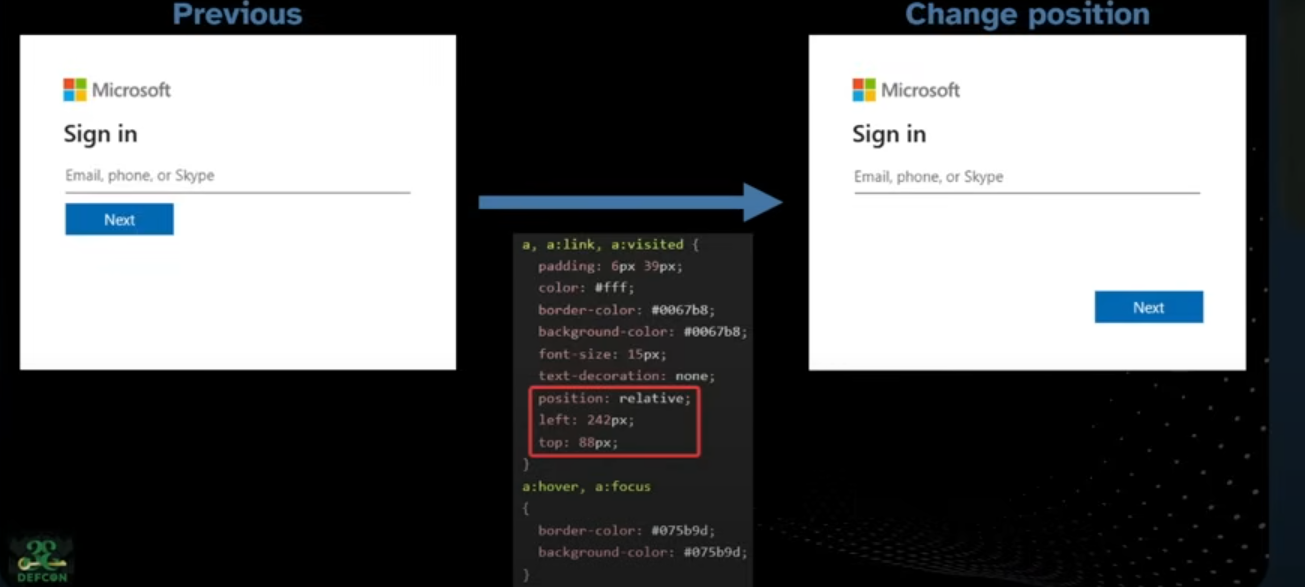 Previous
Microsoft
Sign in
Email, phone, or Skype
Next
a, a:link, a:visited {
padding: 6px 39px;
color: #fff;
border-color: #0067b8;
background-color: #0067b8;
font-size: 15px;
text-decoration: none;
position: relative;
left: 242px;
top: 88px;
}
a:hover, a:focus
{
border-color: #075b9d;
background-color: #075b9d;
}
Change position
Microsoft
Sign in
Email, phone, or Skype
Next
DEFCON